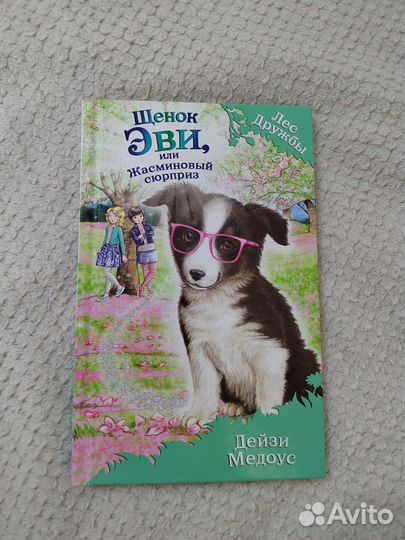 Щенок
Эви,
или
Жасминовый
сюрприз
Лес
Дружбы
Дейзи
Медоус
Avito